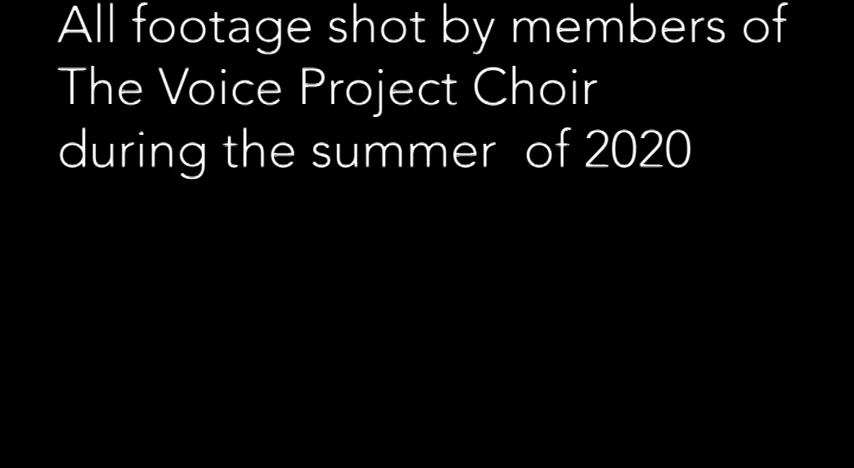 All footage shot by members of
The Voice Project Choir
during the summer  of 2020